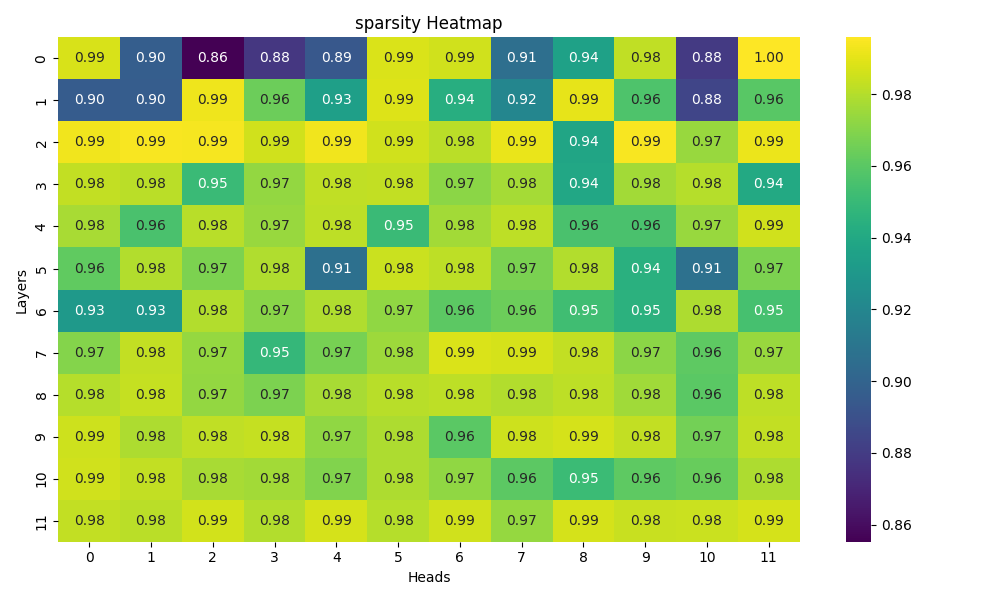 sparsity Heatmap
0 0.99 0.90 0.86 0.88 0.89 0.99 0.99 0.91 0.94 0.98 0.88 1.00
1 0.90 0.90 0.99 0.96 0.93 0.99 0.94 0.92 0.99 0.96 0.88 0.96
2 0.99 0.99 0.99 0.99 0.99 0.99 0.98 0.99 0.94 0.99 0.97 0.99
3 0.98 0.98 0.95 0.97 0.98 0.98 0.97 0.98 0.94 0.98 0.98 0.94
4 0.98 0.96 0.98 0.97 0.98 0.95 0.98 0.98 0.96 0.96 0.97 0.99
5 0.96 0.98 0.97 0.98 0.91 0.98 0.98 0.97 0.98 0.94 0.91 0.97
6 0.93 0.93 0.98 0.97 0.98 0.97 0.96 0.96 0.95 0.95 0.98 0.95
7 0.97 0.98 0.97 0.95 0.97 0.98 0.99 0.99 0.98 0.97 0.96 0.97
8 0.98 0.98 0.97 0.97 0.98 0.98 0.98 0.98 0.98 0.98 0.96 0.98
9 0.99 0.98 0.98 0.98 0.97 0.98 0.96 0.98 0.99 0.98 0.97 0.98
10 0.99 0.98 0.98 0.98 0.97 0.98 0.97 0.96 0.95 0.96 0.96 0.98
11 0.98 0.98 0.99 0.98 0.99 0.98 0.99 0.97 0.99 0.98 0.98 0.99
0 1 2 3 4 5 6 7 8 9 10 11
Heads
Layers
0.98
0.96
0.94
0.92
0.90
0.88
0.86